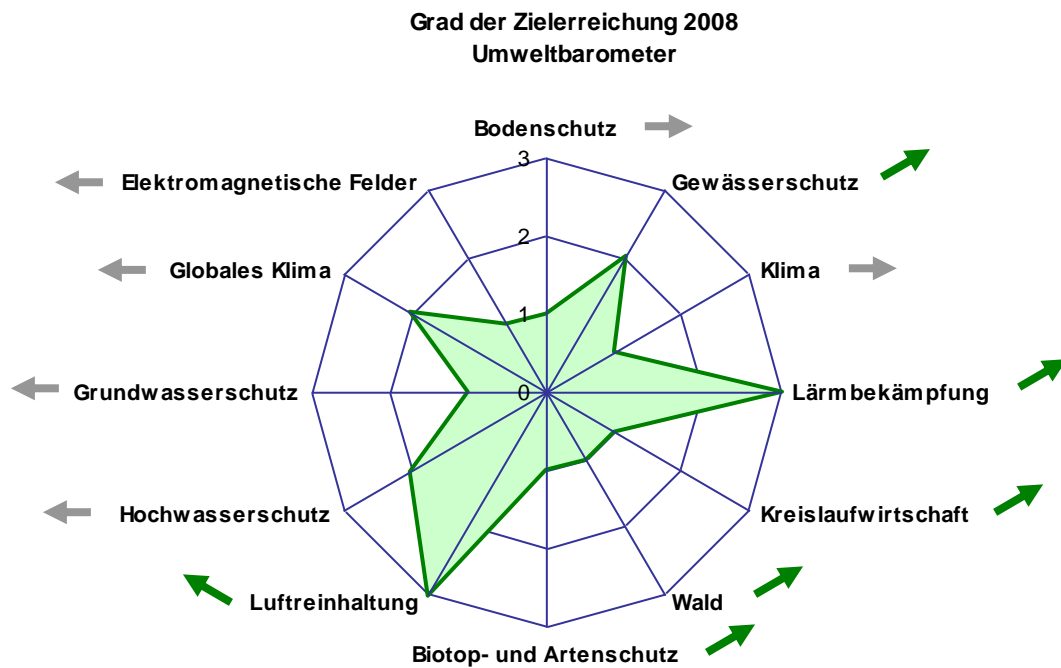 Grad der Zielerreichung 2008
Umweltbarometer
Bodenschutz
3
Elektromagnetische Felder
Gewässerschutz
2
Globales Klima
Klima
1
Grundwasserschutz
0
Lärmbekämpfung
Hochwasserschutz
Kreislaufwirtschaft
Luftreinhaltung
Wald
Biotop- und Artenschutz